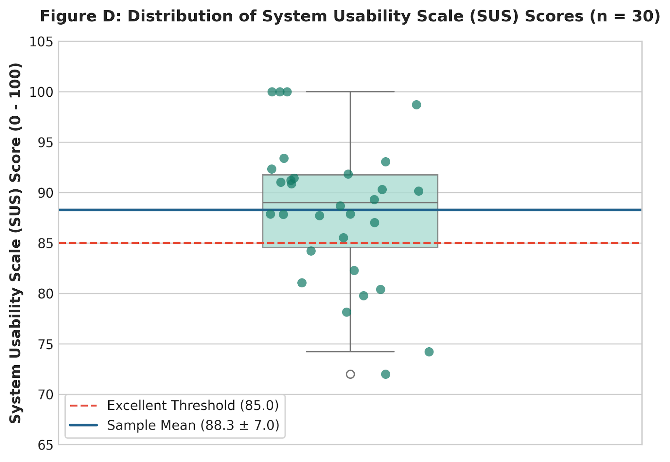 Figure D: Distribution of System Usability Scale (SUS) Scores (n = 30)
System Usability Scale (SUS) Score (0 - 100)
105
100
95
90
85
80
75
70
65
Excellent Threshold (85.0)
Sample Mean (88.3 ± 7.0)